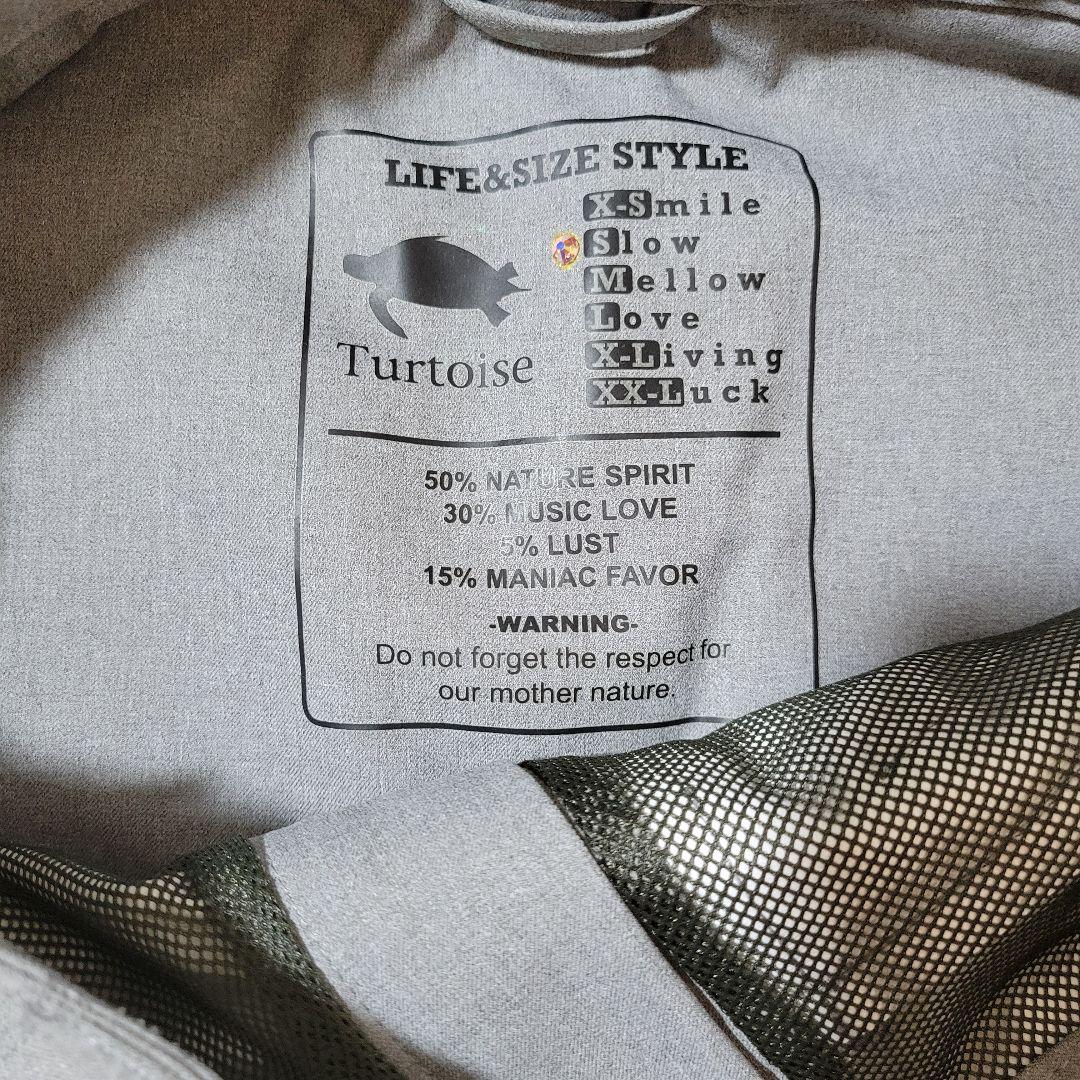 LIFE&SIZE STYLE
X-Smile
Slow
Mellow
Love
X-Living
XX-Luck
Turtoise
50% NATURE SPIRIT
30% MUSIC LOVE
5% LUST
15% MANIAC FAVOR
-WARNING-
Do not forget the respect for
our mother nature.